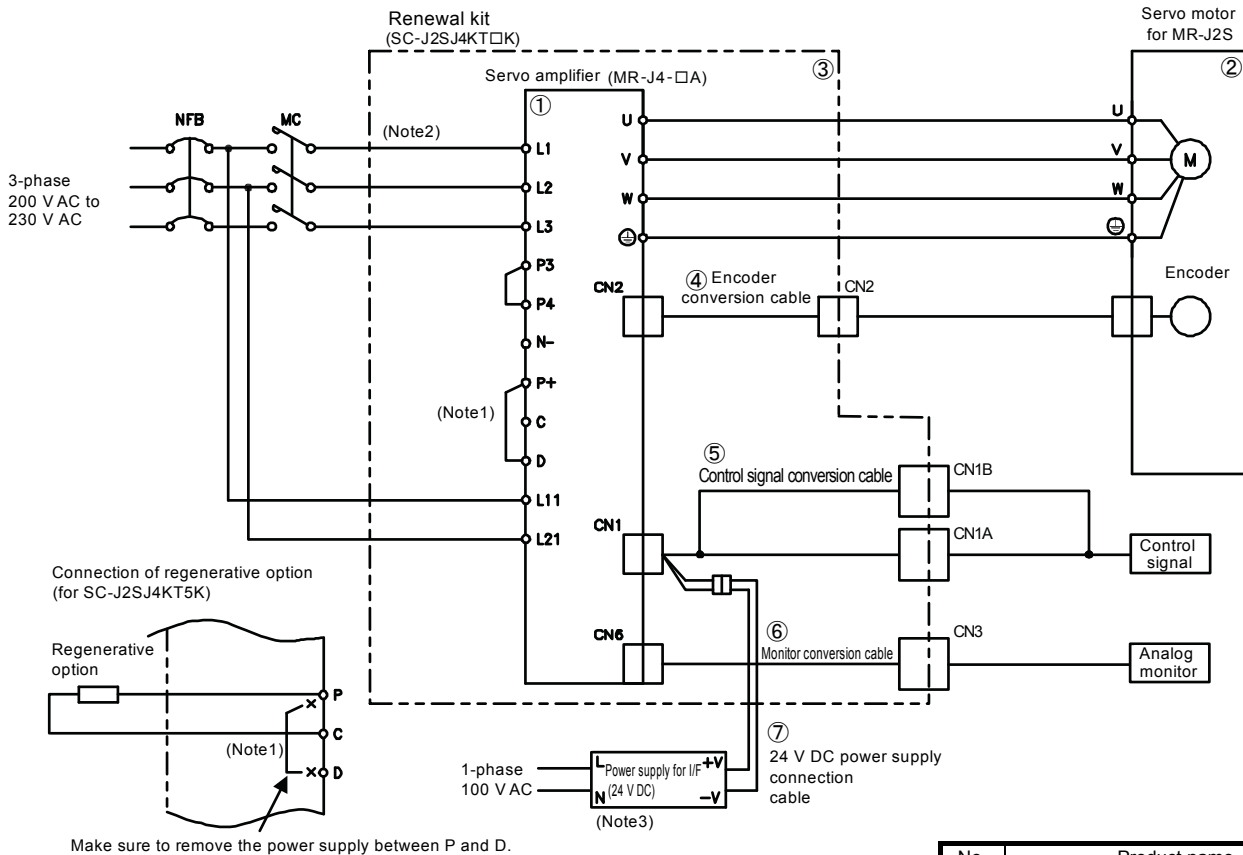 Renewal kit
(SC-J2SJ4KT□K)
Servo motor
for MR-J2S
②
③
Servo amplifier (MR-J4-□A)
①
NFB
MC
(Note2)
3-phase
200 V AC to
230 V AC
L1
L2
L3
P3
P4
N-
P+
(Note1)
C
D
L11
L21
U
V
W
CN2
④ Encoder
conversion cable
CN2
U
V
W
M
Encoder
⑤
Control signal conversion cable
CN1B
CN1
CN1A
Control
signal
CN6
⑥
Monitor conversion cable
CN3
Analog
monitor
Connection of regenerative option
(for SC-J2SJ4KT5K)
Regenerative
option
P
C
(Note1)
D
Make sure to remove the power supply between P and D.
1-phase
100 V AC
L
N
Power supply for I/F
(24 V DC)
+V
-V
(Note3)
⑦
24 V DC power supply
connection
cable
No.
Product name